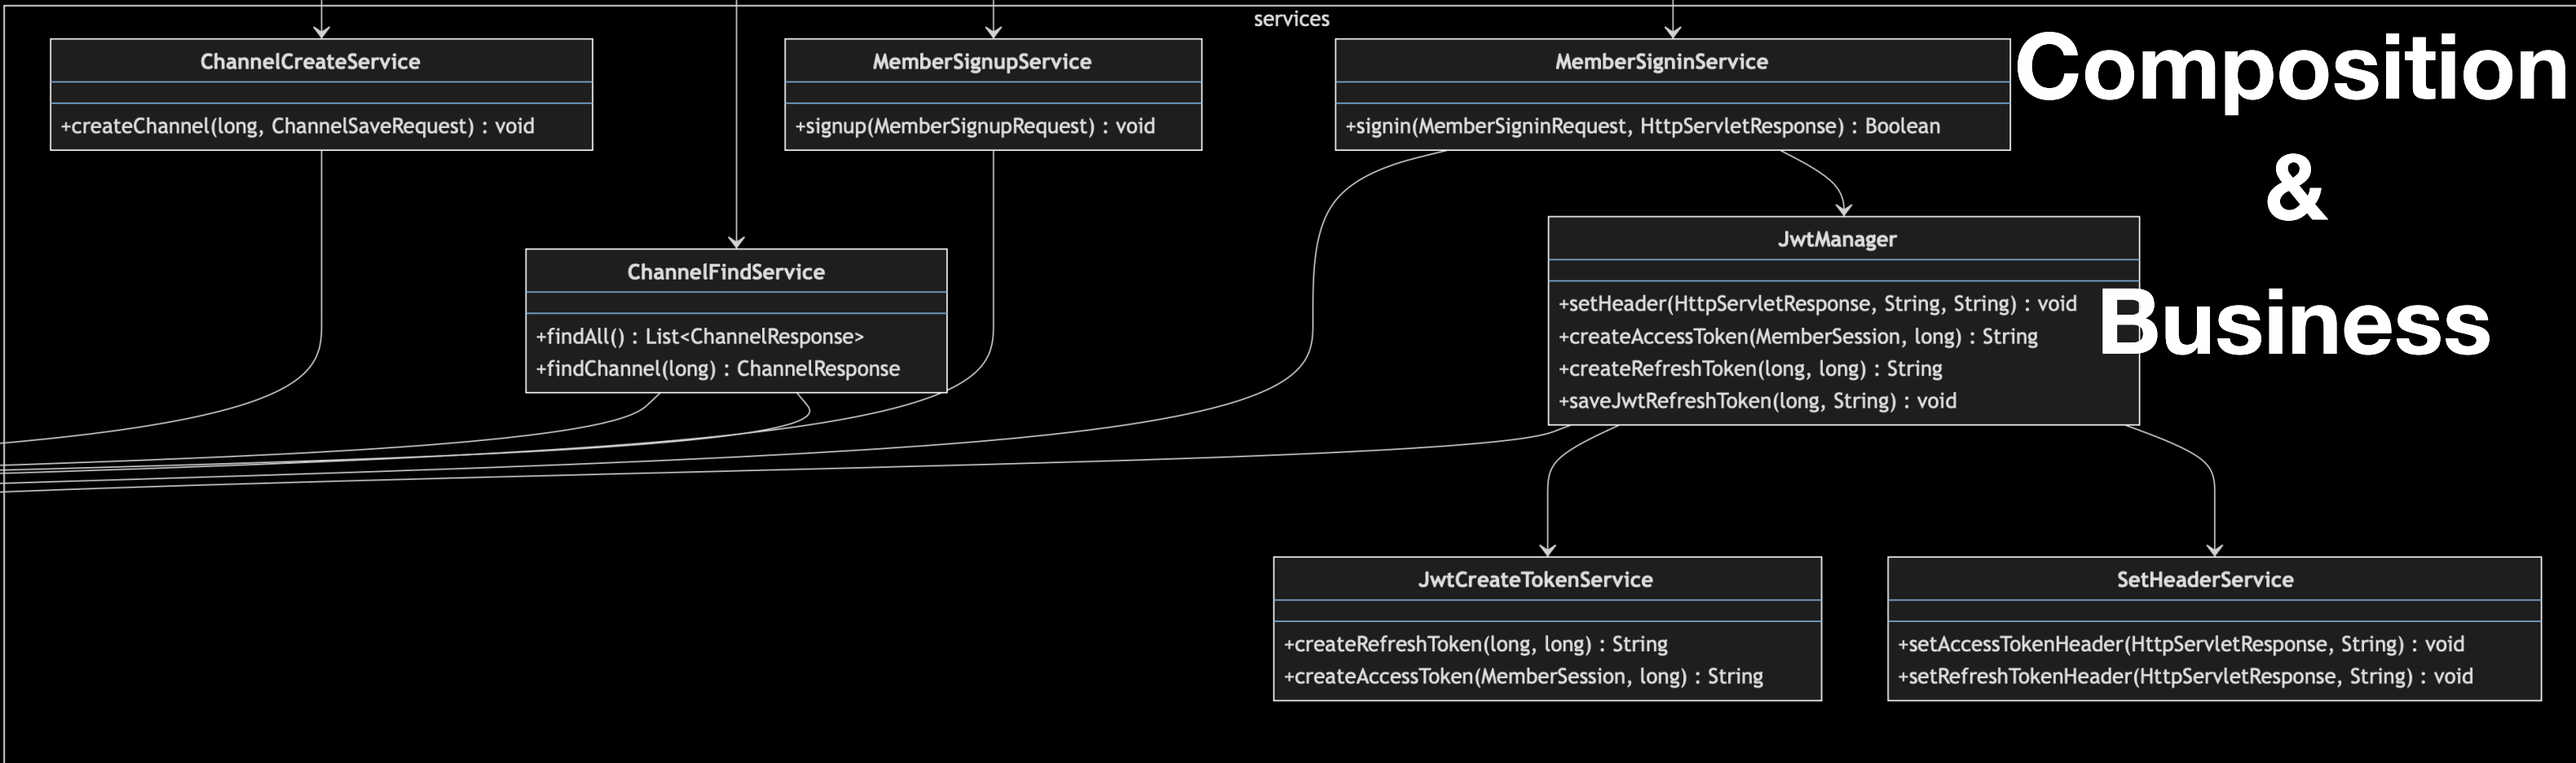 services
ChannelCreateService
+createChannel(long, ChannelSaveRequest) : void
MemberSignupService
+signup(MemberSignupRequest) : void
MemberSigninService
+signin(MemberSigninRequest, HttpServletResponse) : Boolean
Composition
&
Business
ChannelFindService
+findAll() : List<ChannelResponse>
+findChannel(long) : ChannelResponse
JwtManager
+setHeader(HttpServletResponse, String, String) : void
+createAccessToken(MemberSession, long) : String
+createRefreshToken(long, long) : String
+saveJwtRefreshToken(long, String) : void
JwtCreateTokenService
+createRefreshToken(long, long) : String
+createAccessToken(MemberSession, long) : String
SetHeaderService
+setAccessTokenHeader(HttpServletResponse, String) : void
+setRefreshTokenHeader(HttpServletResponse, String) : void